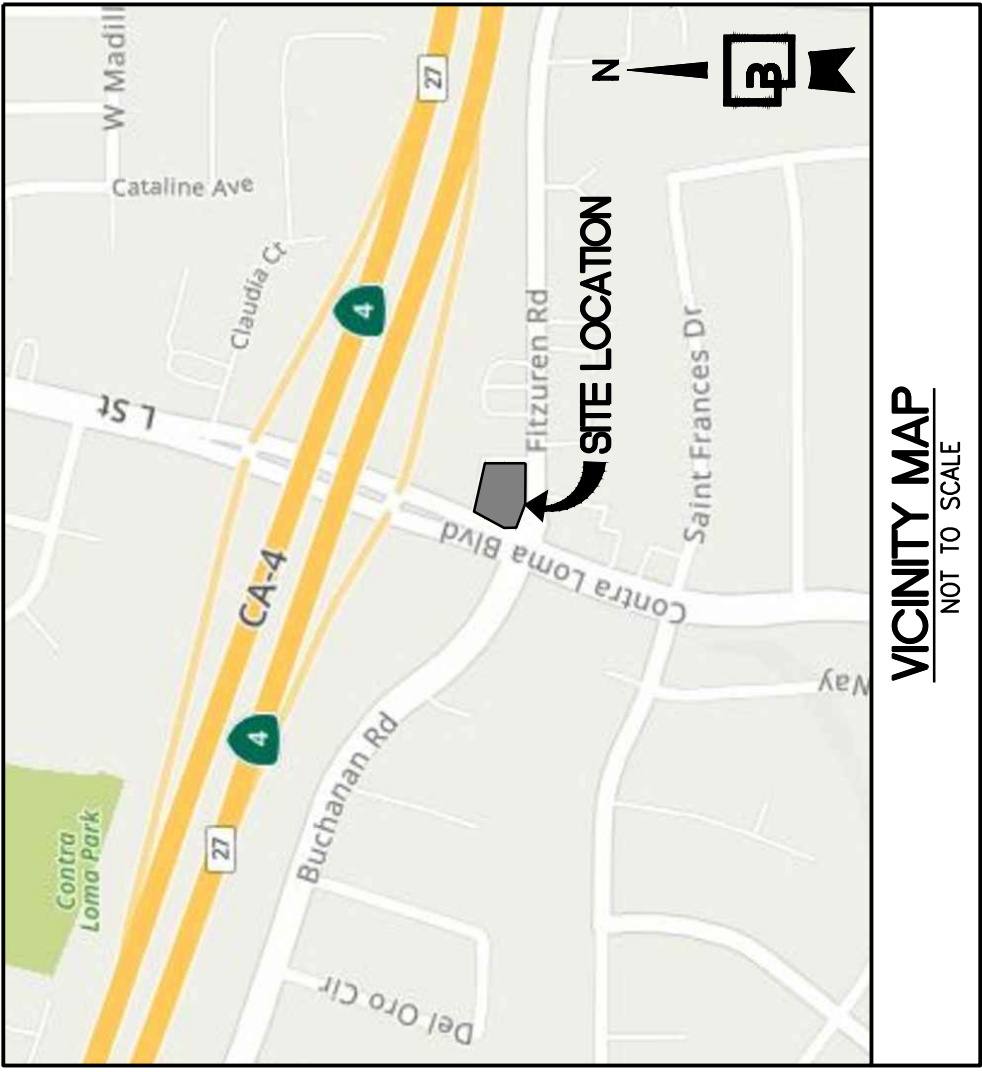 W Madill
Cataline Ave
Claudia Ct
L St
27
4
CA-4
4
27
Contra
Loma Park
Buchanan Rd
Del Oro Cir
Contra Loma Blvd
Fitzuren Rd
SITE LOCATION
Saint Frances Dr
Way
N
B
VICINITY MAP
NOT TO SCALE